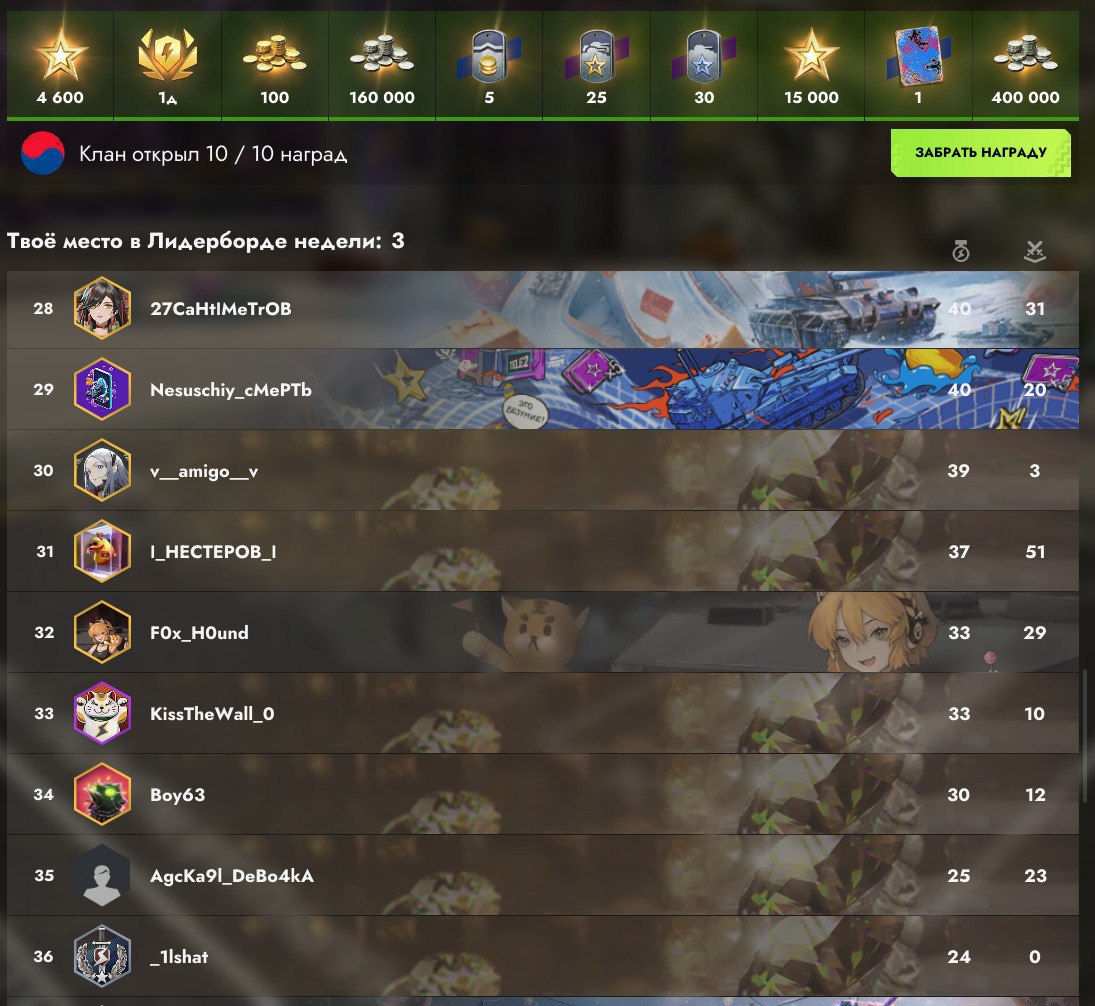 4 600 1д 100 160 000 5 25 30 15 000 1 400 000
Клан открыл 10 / 10 наград
ЗАБРАТЬ НАГРАДУ
Твоё место в Лидерборде недели: 3
28 27CaHtIMeTrOB 40 31
TELE2
29 Nesuschiy_cMePTb 40 20
ЭТО
БЕЗУМИЕ!
30 v__amigo__v 39 3
31 I_HECTEPOB_I 37 51
32 F0x_H0und 33 29
33 KissTheWall_0 33 10
34 Boy63 30 12
35 AgcKa9l_DeBo4kA 25 23
36 _1lshat 24 0